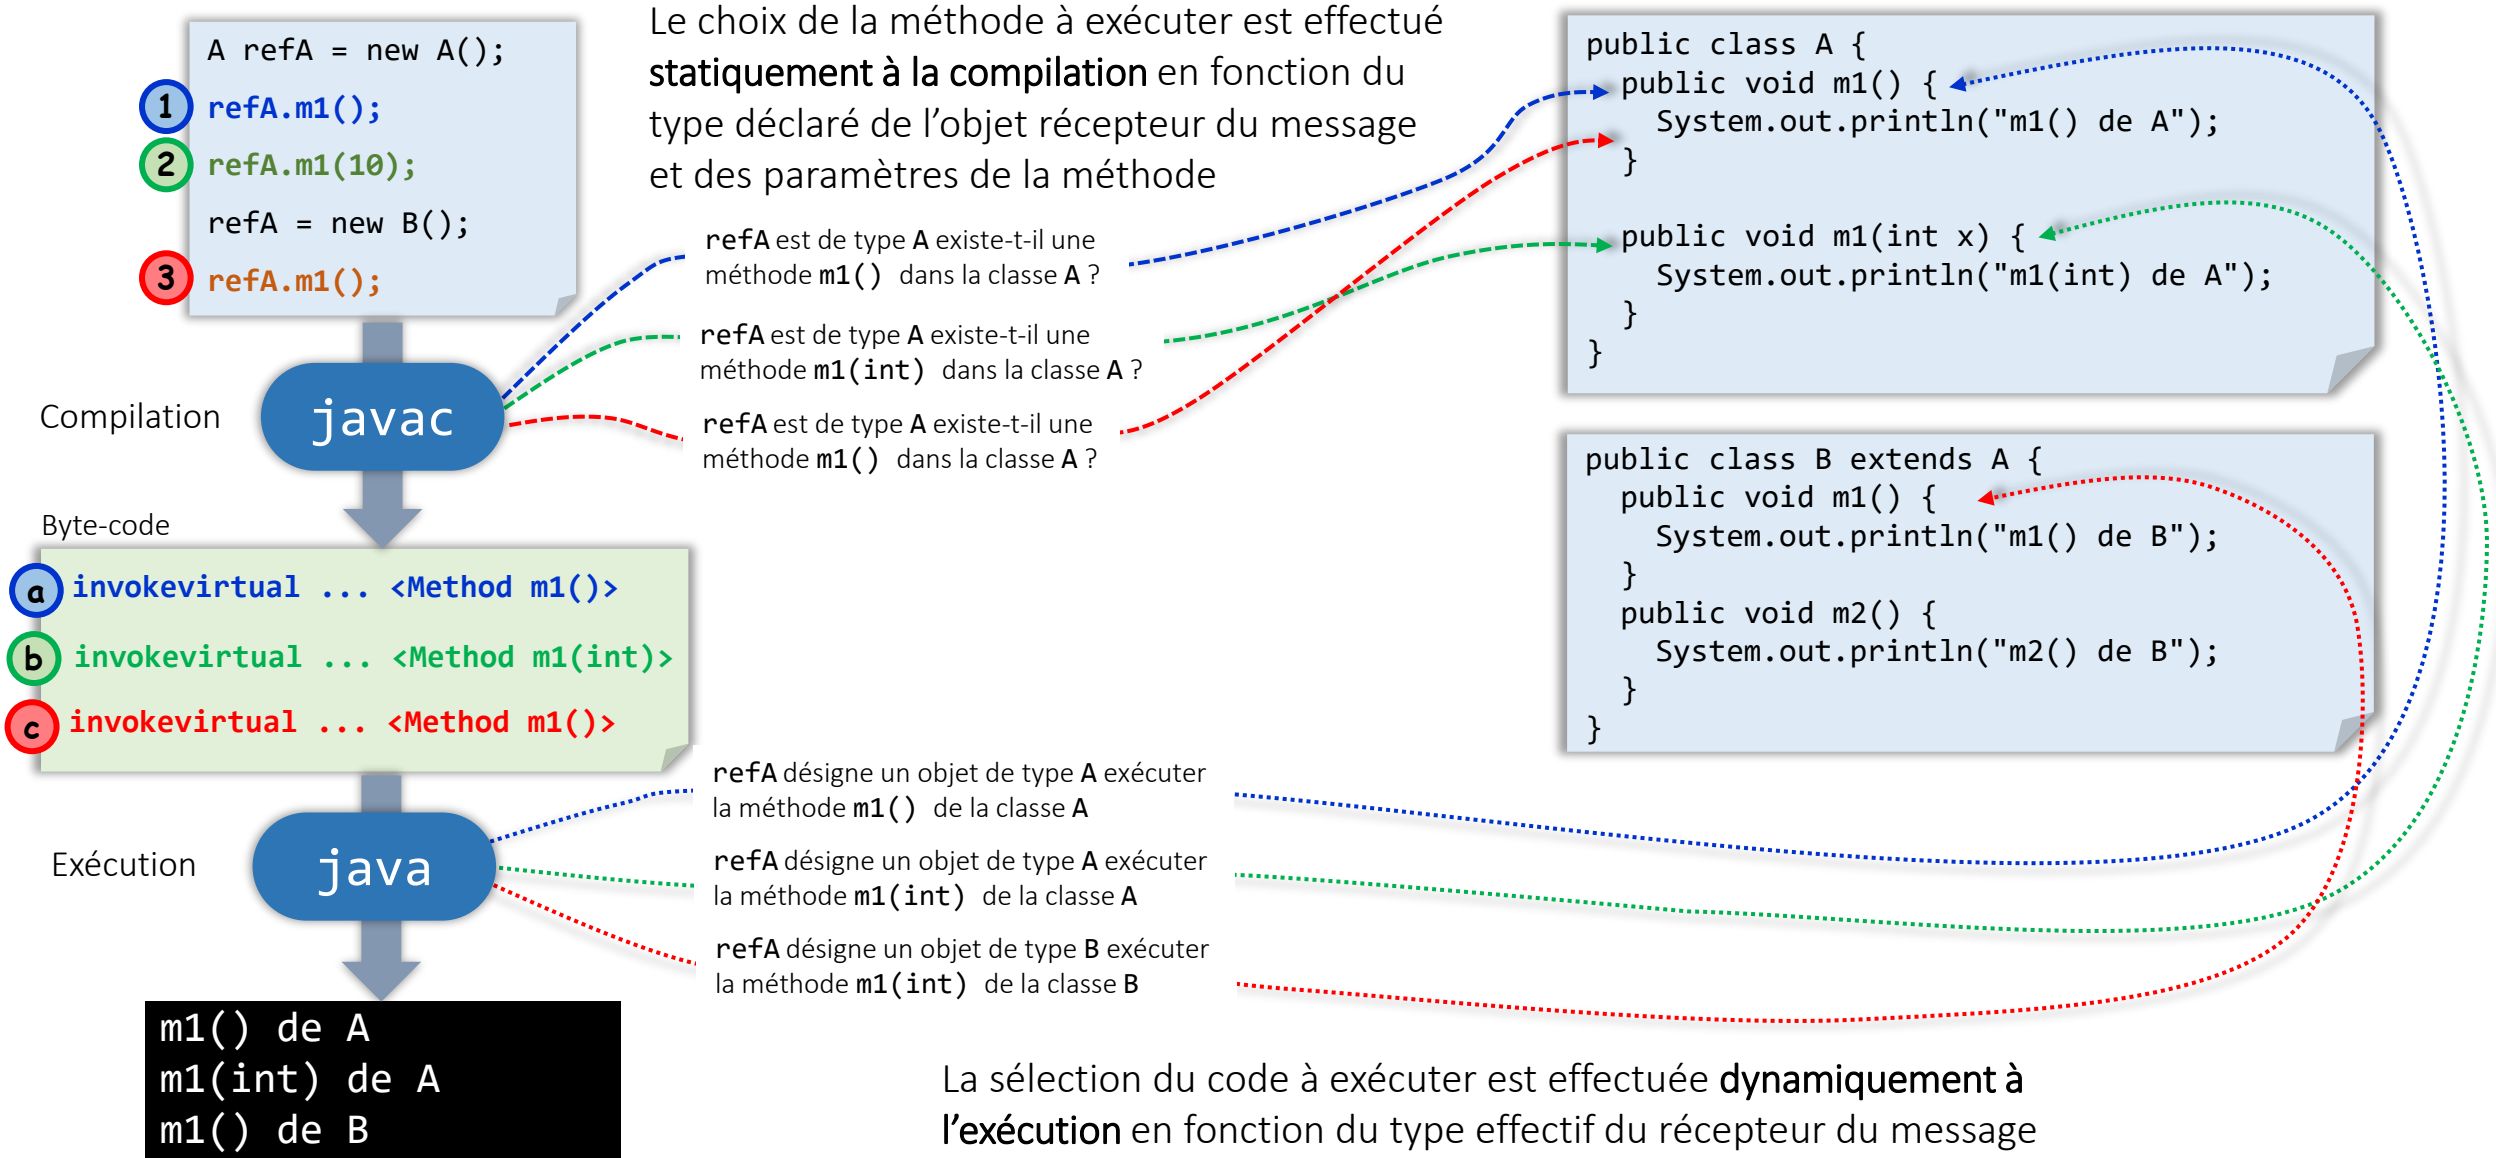 A refA = new A();
1
refA.m1();
2
refA.m1(10);
refA = new B();
3
refA.m1();
Le choix de la méthode à exécuter est effectué
statiquement à la compilation en fonction du
type déclaré de l'objet récepteur du message
et des paramètres de la méthode
public class A {
public void m1() {
System.out.println("m1() de A");
}
public void m1(int x) {
System.out.println("m1(int) de A");
}
}
Compilation
javac
refA est de type A existe-t-il une
méthode m1() dans la classe A ?
refA est de type A existe-t-il une
méthode m1(int) dans la classe A ?
refA est de type A existe-t-il une
méthode m1() dans la classe A ?
public class B extends A {
public void m1() {
System.out.println("m1() de B");
}
public void m2() {
System.out.println("m2() de B");
}
}
Byte-code
a
invokevirtual ... <Method m1()>
b
invokevirtual ... <Method m1(int)>
c
invokevirtual ... <Method m1()>
Exécution
java
refA désigne un objet de type A exécuter
la méthode m1() de la classe A
refA désigne un objet de type A exécuter
la méthode m1(int) de la classe A
refA désigne un objet de type B exécuter
la méthode m1(int) de la classe B
m1() de A
m1(int) de A
m1() de B
La sélection du code à exécuter est effectuée dynamiquement à
l'exécution en fonction du type effectif du récepteur du message